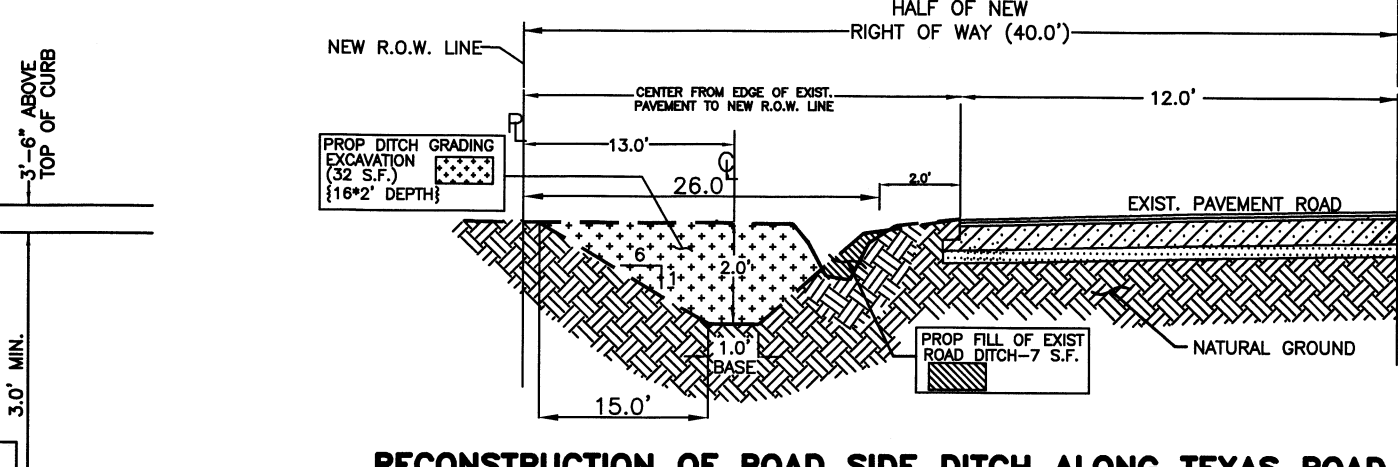 HALF OF NEW
RIGHT OF WAY (40.0')
NEW R.O.W. LINE
3'-6" ABOVE
TOP OF CURB
CENTER FROM EDGE OF EXIST.
PAVEMENT TO NEW R.O.W. LINE
12.0'
PL
PROP DITCH GRADING
EXCAVATION
(32 S.F.)
{16*2' DEPTH}
13.0'
CL
26.0'
2.0'
EXIST. PAVEMENT ROAD
6
1
2.0'
3.0' MIN.
1.0'
BASE
PROP FILL OF EXIST
ROAD DITCH-7 S.F.
NATURAL GROUND
15.0'
RECONSTRUCTION OF ROAD SIDE DITCH ALONG TEXAS ROAD